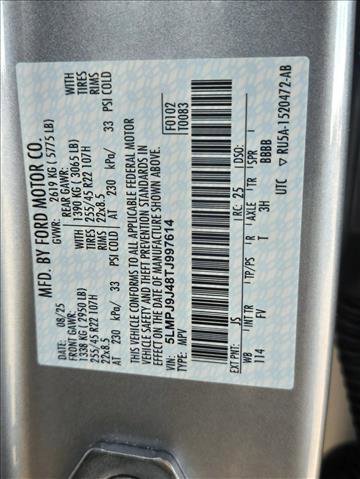 MFD. BY FORD MOTOR CO.
DATE: 08/25 GVWR: 2619 KG (5775 LB)
FRONT GAWR: REAR GAWR: WITH
1338 KG (2950 LB) 1390 KG (3065 LB) TIRES
255/45 R22 107H 255/45 R22 107H RIMS
22x8.5 22x8.5 PSI COLD
AT 230 kPa/ 33 AT 230 kPa/ 33
WITH
TIRES
RIMS
PSI COLD
THIS VEHICLE CONFORMS TO ALL APPLICABLE FEDERAL MOTOR
VEHICLE SAFETY, BUMPER, AND THEFT PREVENTION STANDARDS IN
EFFECT ON THE DATE OF MANUFACTURE SHOWN ABOVE.
VIN: 5LMPJ9J48TJ997614
TYPE: MPV
F0102
T0083
EXT PNT: JS RC: 25 DSO:
WB FV TP/PS R AXLE TR BBBB
114 T 3H
UTC ▽ RU5A-1520472-AB